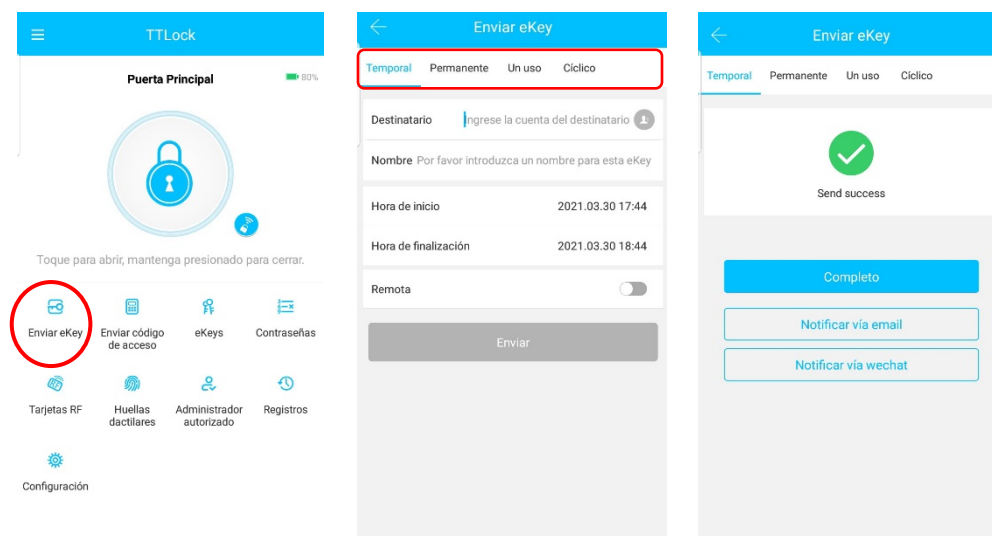 TTLock
Puerta Principal
80%
Toque para abrir, mantenga presionado para cerrar.
Enviar eKey
Enviar código
de acceso
eKeys
Contraseñas
Tarjetas RF
Huellas
dactilares
Administrador
autorizado
Registros
Configuración
Enviar eKey
Temporal Permanente Un uso Cíclico
Destinatario Ingrese la cuenta del destinatario
Nombre Por favor introduzca un nombre para esta eKey
Hora de inicio 2021.03.30 17:44
Hora de finalización 2021.03.30 18:44
Remota
Enviar
Enviar eKey
Temporal Permanente Un uso Cíclico
Send success
Completo
Notificar vía email
Notificar vía wechat